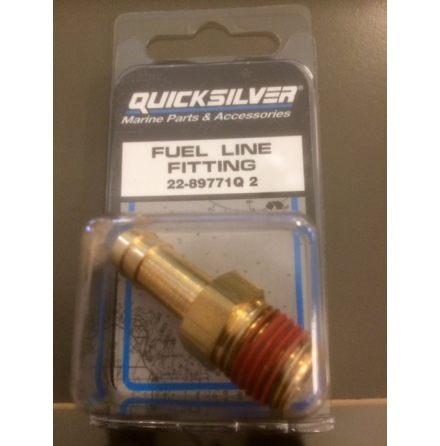 QUICKSILVER
Marine Parts & Accessories
FUEL LINE
FITTING
22-89771Q 2